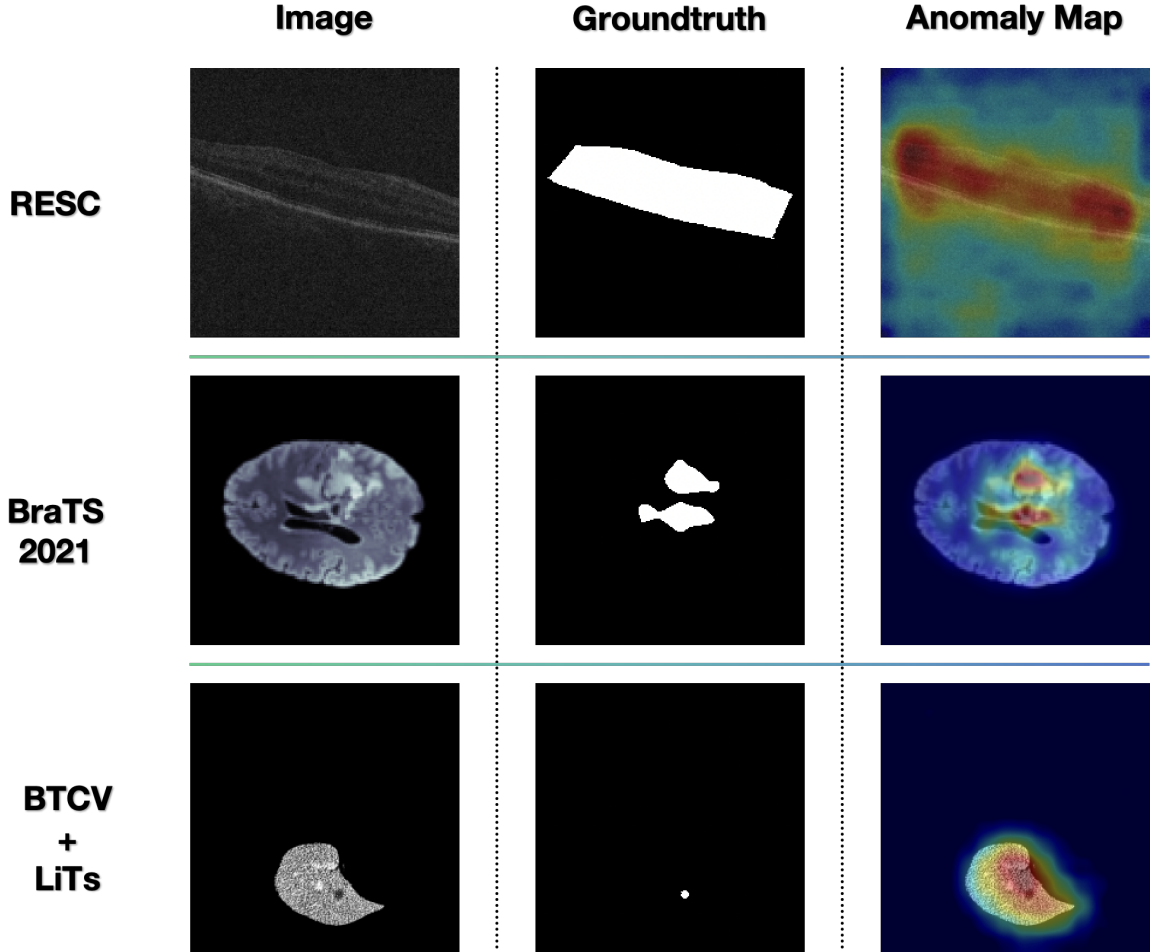 Image
Groundtruth
Anomaly Map
RESC
BraTS
2021
BTCV
+
LiTs